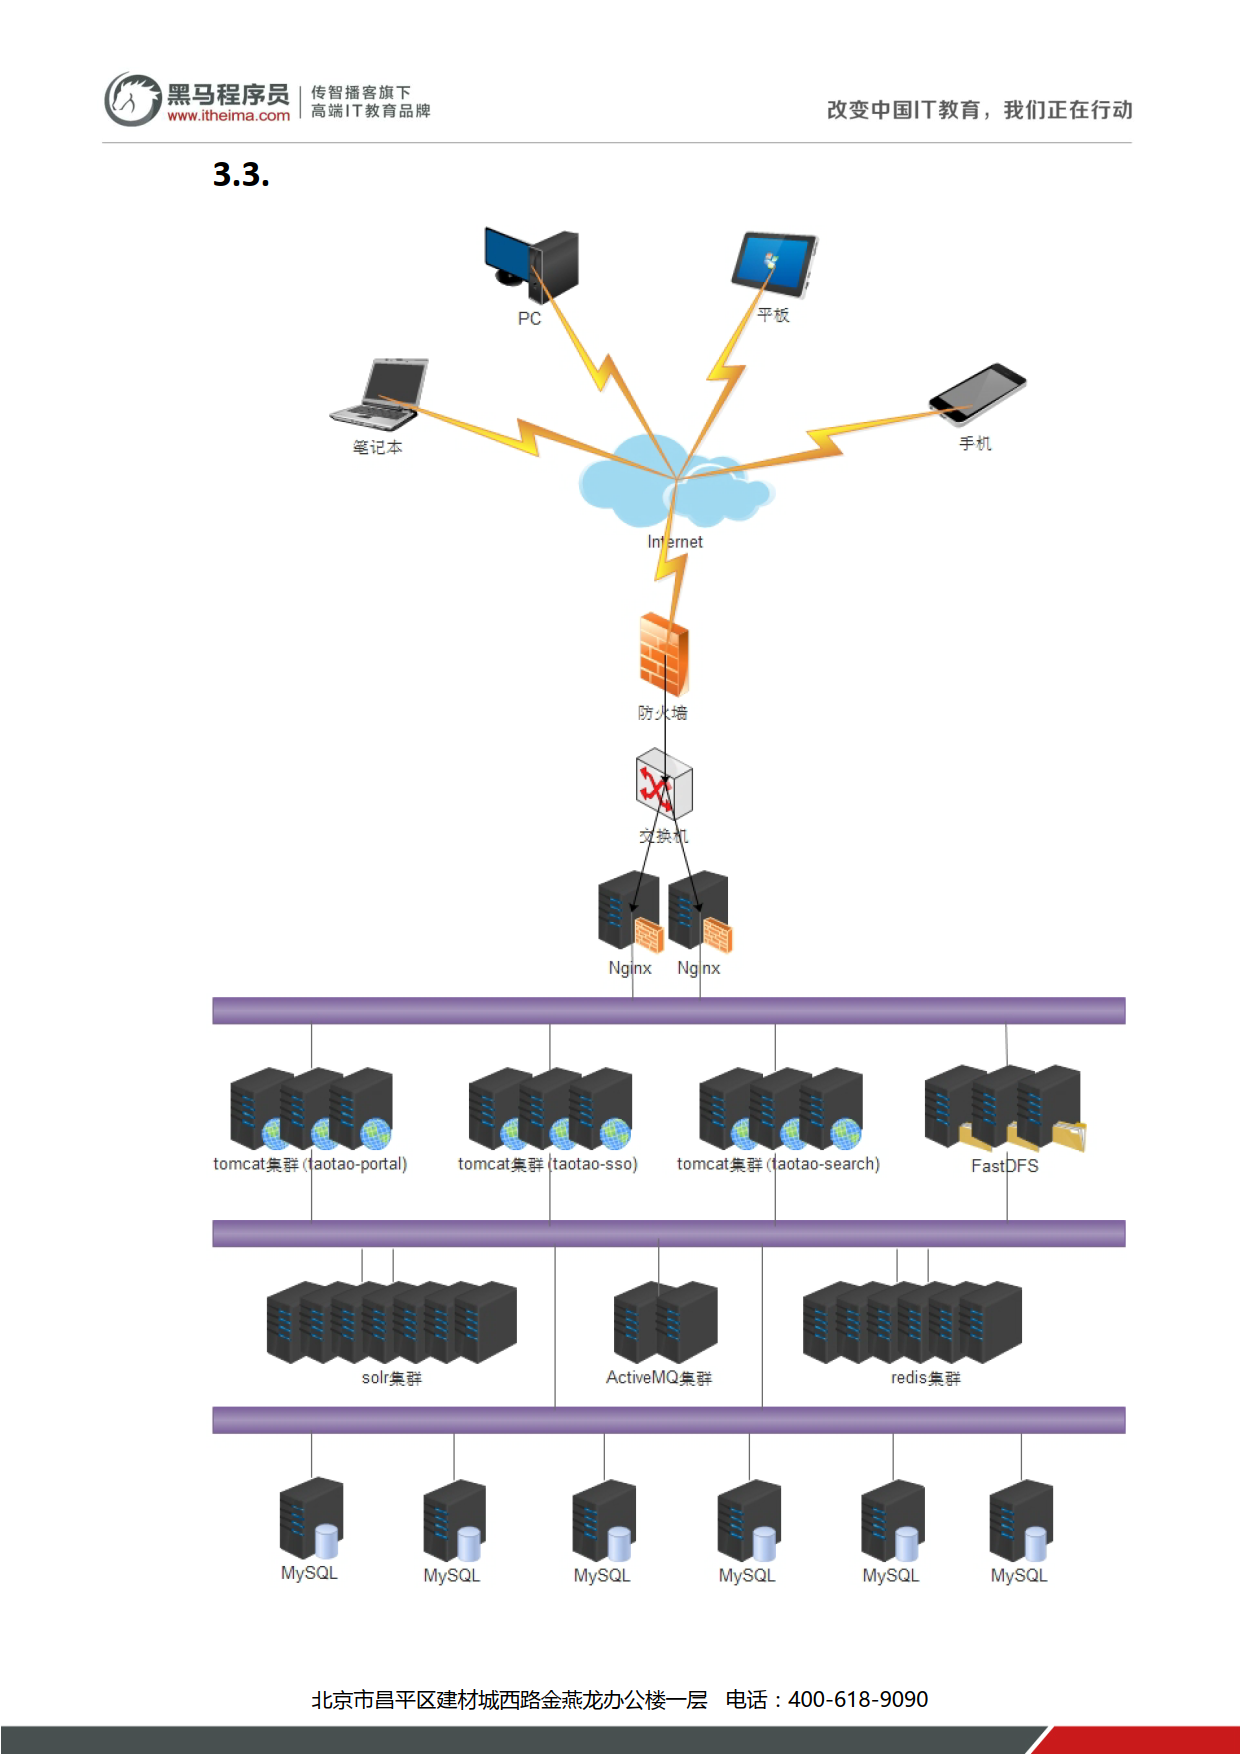 黑马程序员
www.itheima.com
传智播客旗下
高端IT教育品牌
改变中国IT教育，我们正在行动
3.3.
PC
平板
笔记本
手机
Internet
防火墙
交换机
Nginx Nginx
tomcat集群(taotao-portal) tomcat集群(taotao-sso) tomcat集群(taotao-search) FastDFS
solr集群 ActiveMQ集群 redis集群
MySQL MySQL MySQL MySQL MySQL MySQL
北京市昌平区建材城西路金燕龙办公楼一层 电话：400-618-9090